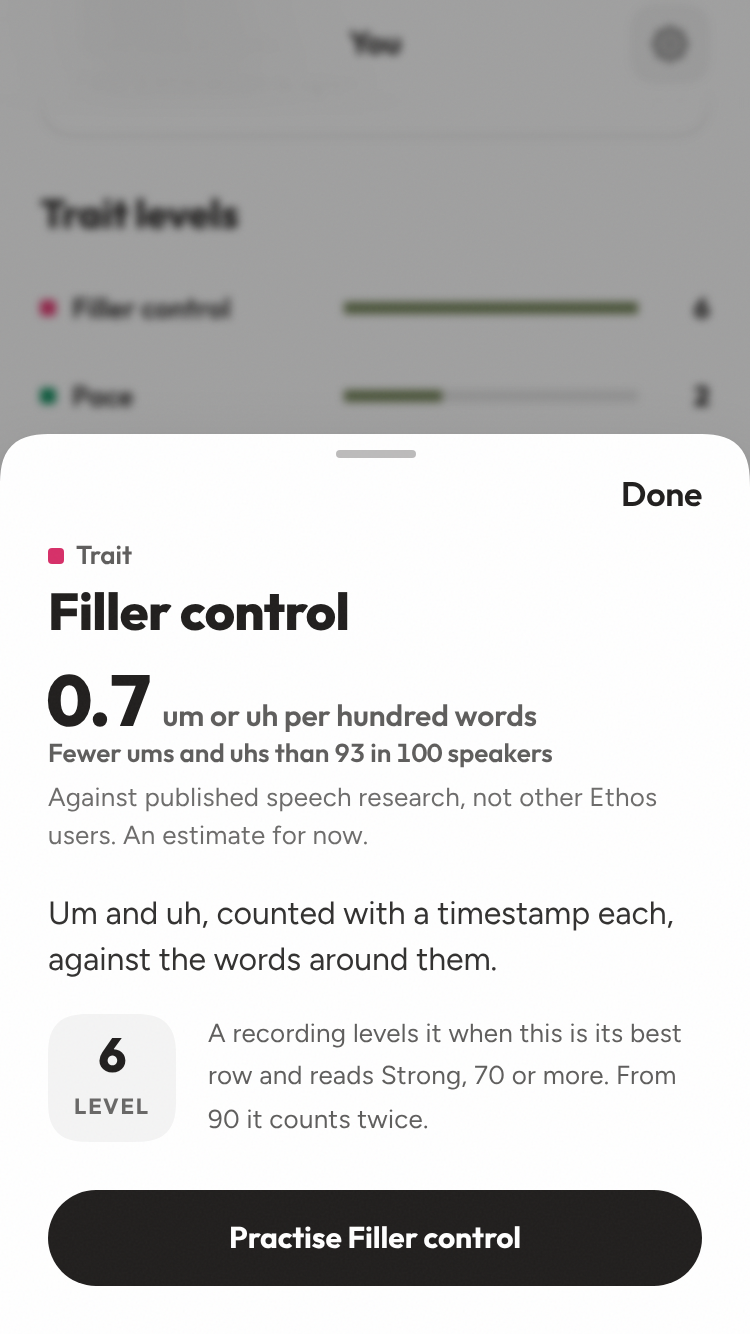 You
Trait levels
Filler control
6
Pace
2
Done
Trait
Filler control
0.7 um or uh per hundred words
Fewer ums and uhs than 93 in 100 speakers
Against published speech research, not other Ethos
users. An estimate for now.
Um and uh, counted with a timestamp each,
against the words around them.
6
LEVEL
A recording levels it when this is its best
row and reads Strong, 70 or more. From
90 it counts twice.
Practise Filler control